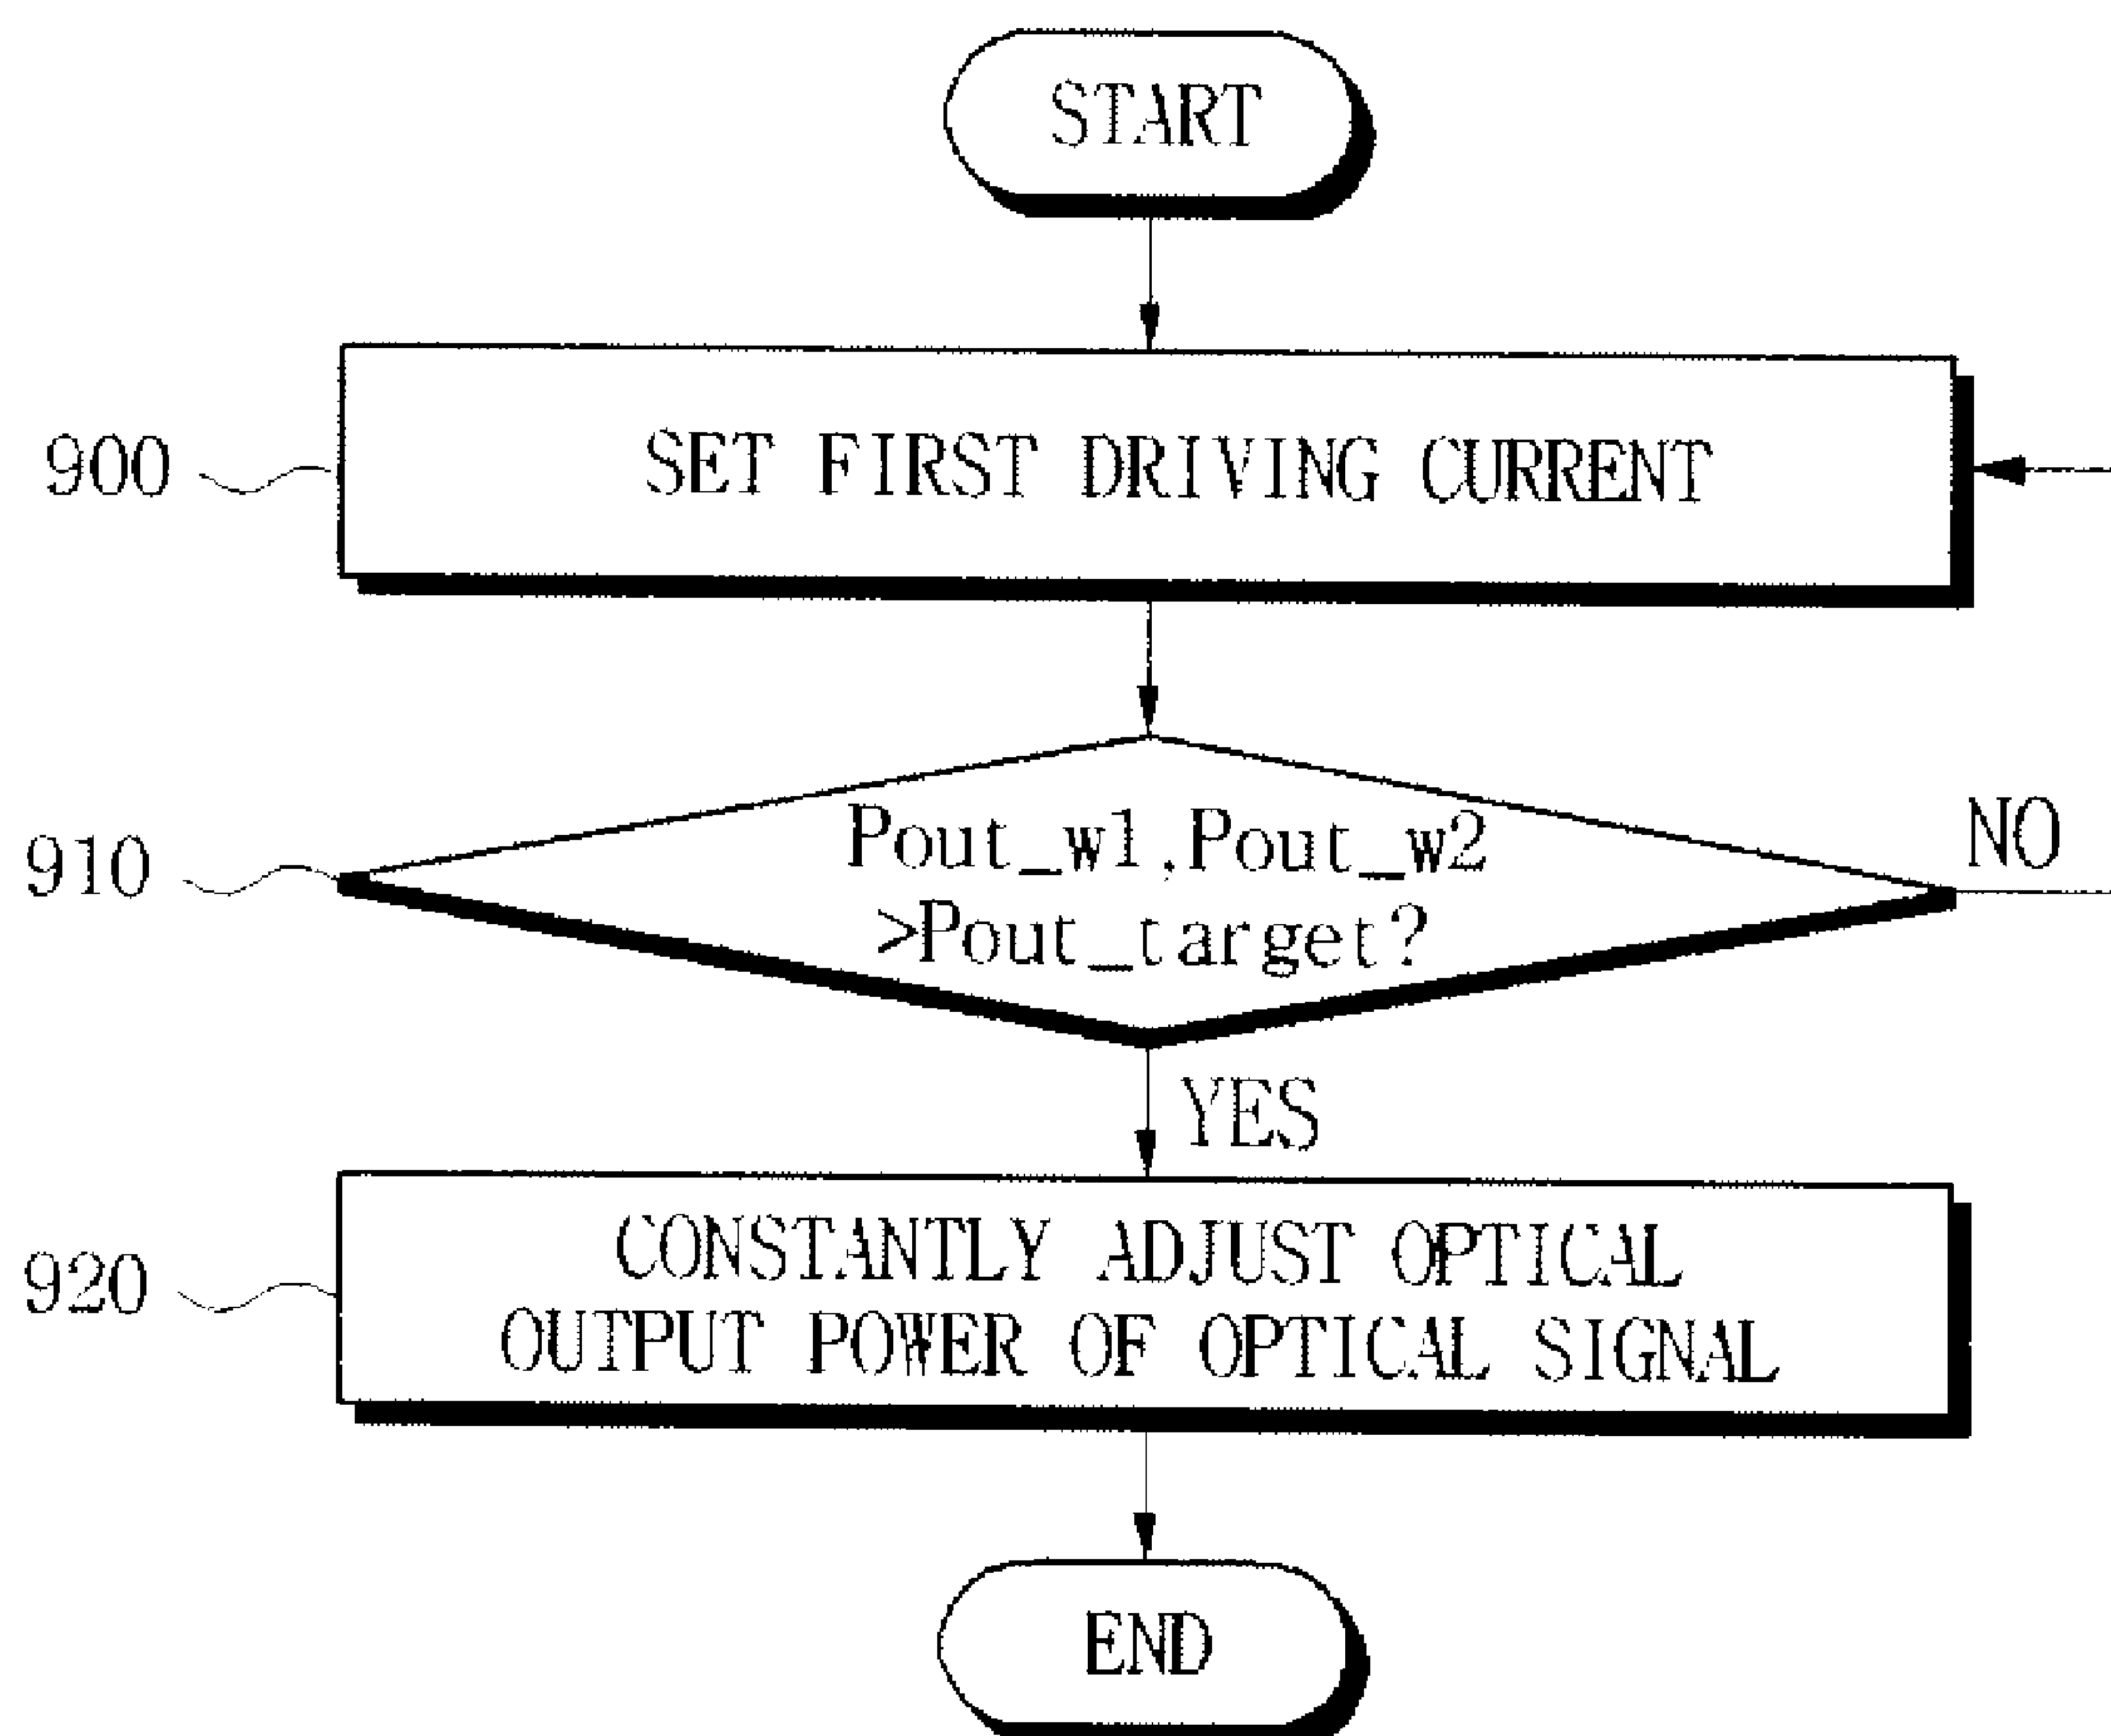 START
900
SET FIRST DRIVING CURRENT
910
Pout_w1,Pout_w2
>Pout_target?
NO
YES
920
CONSTANTLY ADJUST OPTICAL
OUTPUT POWER OF OPTICAL SIGNAL
END